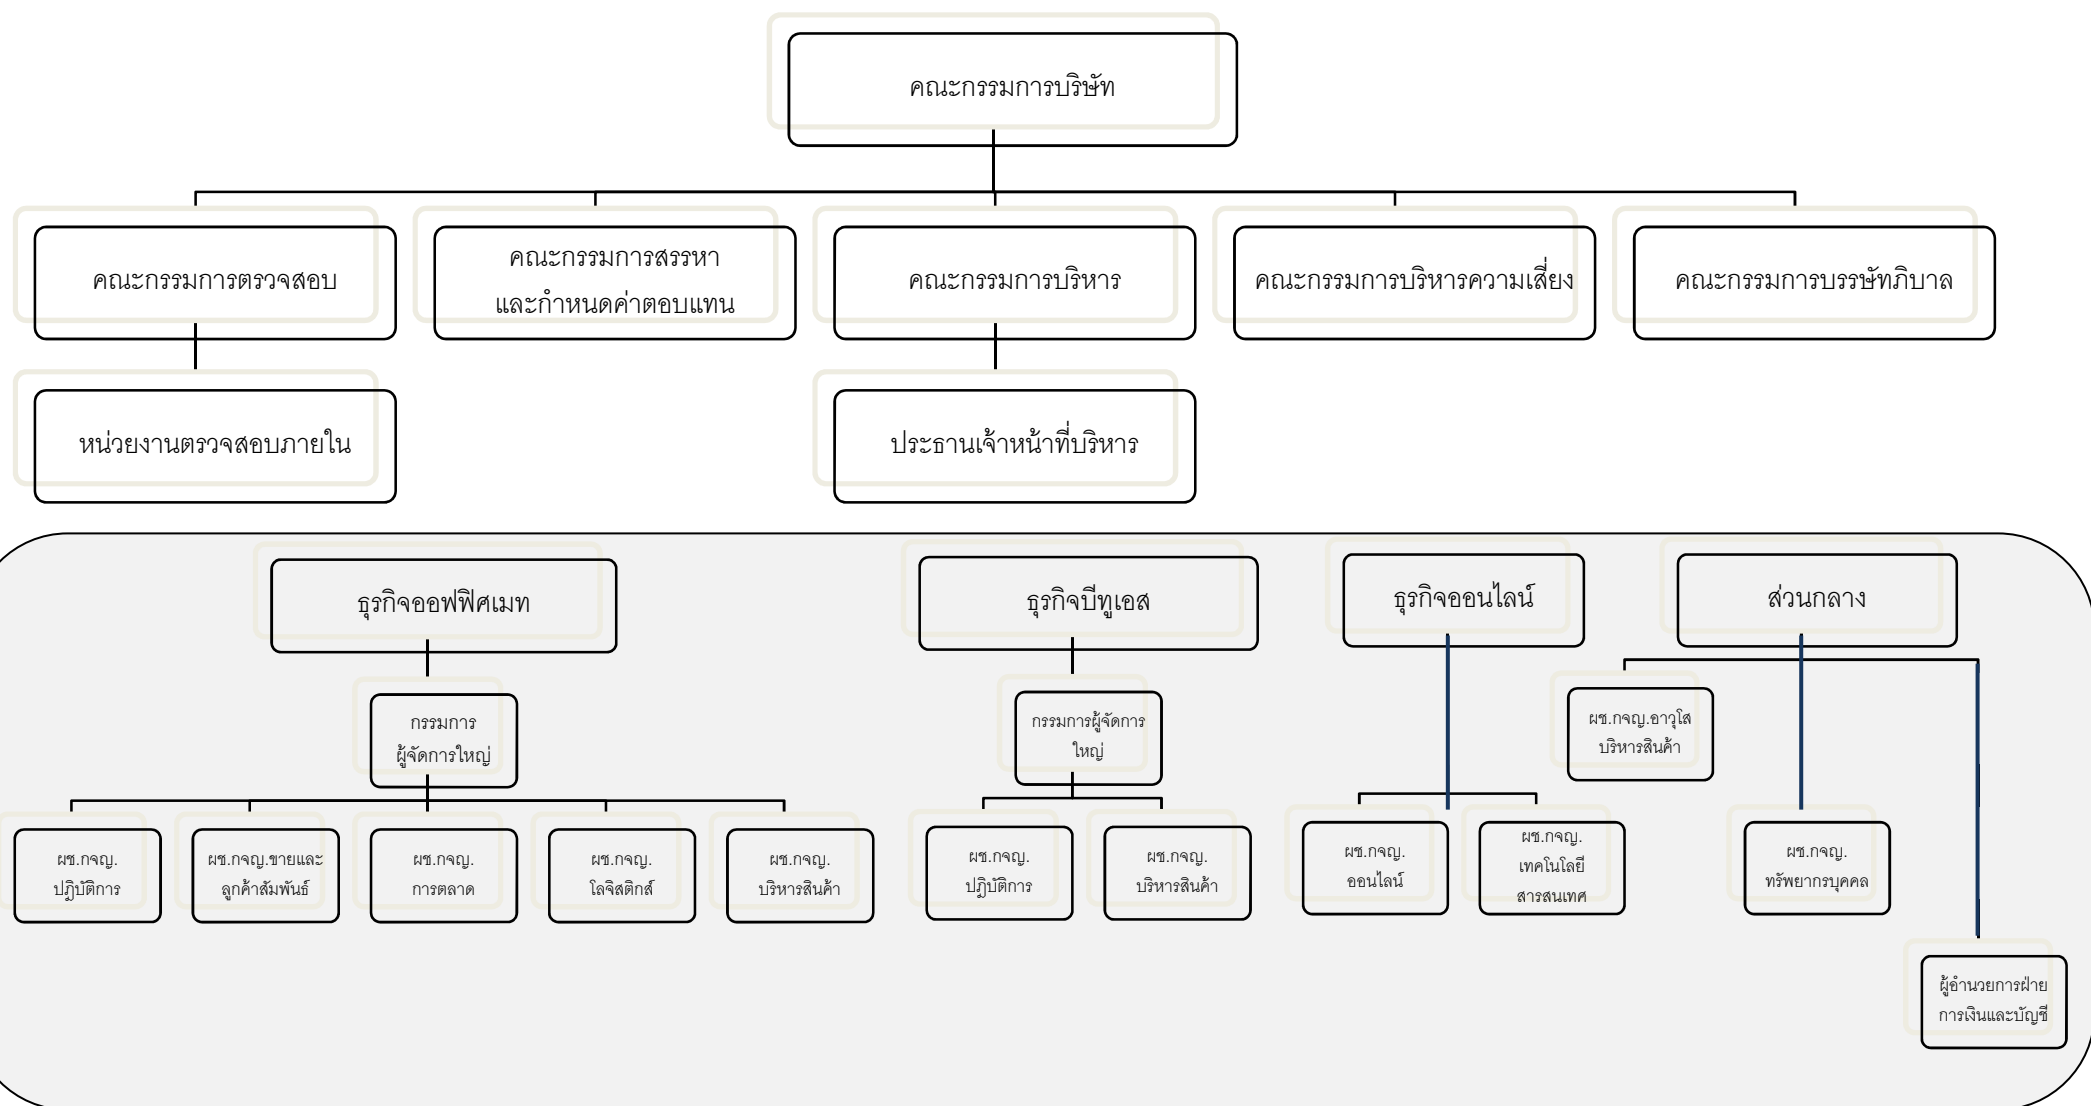 คณะกรรมการบริษัท
คณะกรรมการตรวจสอบ
คณะกรรมการสรรหา
และกำหนดค่าตอบแทน
คณะกรรมการบริหาร
คณะกรรมการบริหารความเสี่ยง
คณะกรรมการบรรษัทภิบาล
หน่วยงานตรวจสอบภายใน
ประธานเจ้าหน้าที่บริหาร
ธุรกิจออฟฟิศเมท
ธุรกิจบีทูเอส
ธุรกิจออนไลน์
ส่วนกลาง
กรรมการ
ผู้จัดการใหญ่
กรรมการผู้จัดการ
ใหญ่
ผช.กจญ.อาวุโส
บริหารสินค้า
ผช.กจญ.
ปฎิบัติการ
ผช.กจญ.ขายและ
ลูกค้าสัมพันธ์
ผช.กจญ.
การตลาด
ผช.กจญ.
โลจิสติกส์
ผช.กจญ.
บริหารสินค้า
ผช.กจญ.
ปฎิบัติการ
ผช.กจญ.
บริหารสินค้า
ผช.กจญ.
ออนไลน์
ผช.กจญ.
เทคโนโลยี
สารสนเทศ
ผช.กจญ.
ทรัพยากรบุคคล
ผู้อำนวยการฝ่าย
การเงินและบัญชี